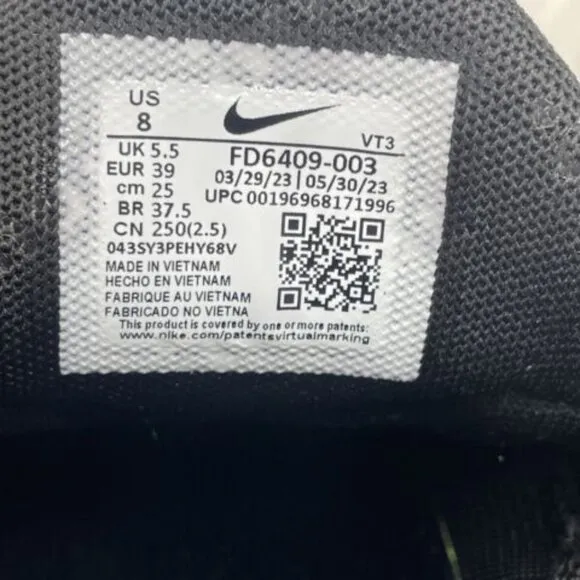 US
8
VT3
UK 5.5
FD6409-003
EUR 39
03/29/23 | 05/30/23
cm 25
UPC 00196968171996
BR 37.5
CN 250(2.5)
043SY3PEHY68V
MADE IN VIETNAM
HECHO EN VIETNAM
FABRIQUE AU VIETNAM
FABRICADO NO VIETNA
This product is covered by one or more patents:
www.nike.com/patentsvirtualmarking